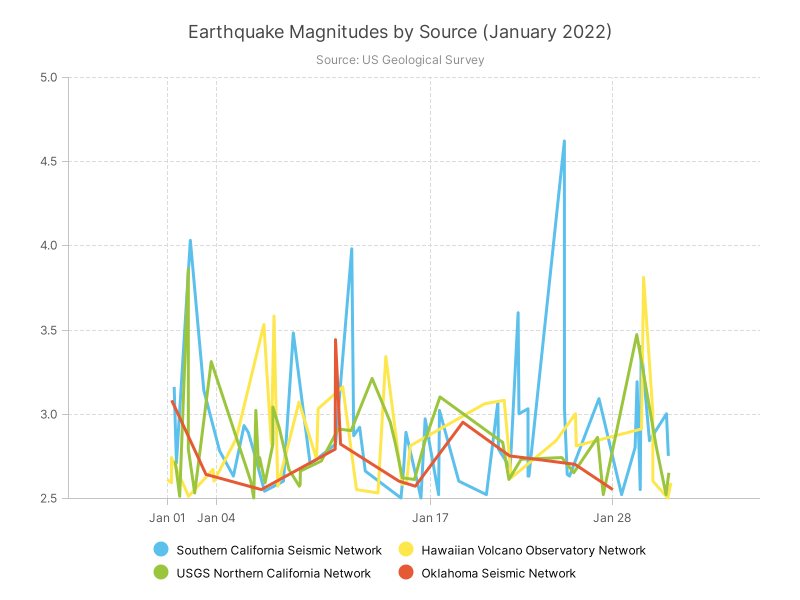 Earthquake Magnitudes by Source (January 2022)
Source: US Geological Survey
5.0
4.5
4.0
3.5
3.0
2.5
Jan 01 Jan 04 Jan 17 Jan 28
Southern California Seismic Network Hawaiian Volcano Observatory Network
USGS Northern California Network Oklahoma Seismic Network